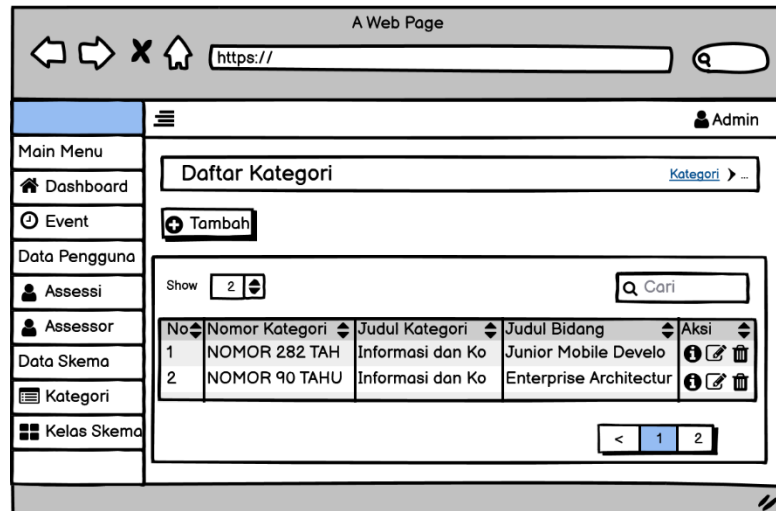 A Web Page
https://
Admin
Main Menu
Dashboard
Event
Data Pengguna
Assessi
Assessor
Data Skema
Kategori
Kelas Skema
Daftar Kategori
Kategori ❯ ...
Tambah
Show 2
Cari
No Nomor Kategori Judul Kategori Judul Bidang Aksi
1 NOMOR 282 TAH Informasi dan Ko Junior Mobile Develo
2 NOMOR 90 TAHU Informasi dan Ko Enterprise Architectur
< 1 2